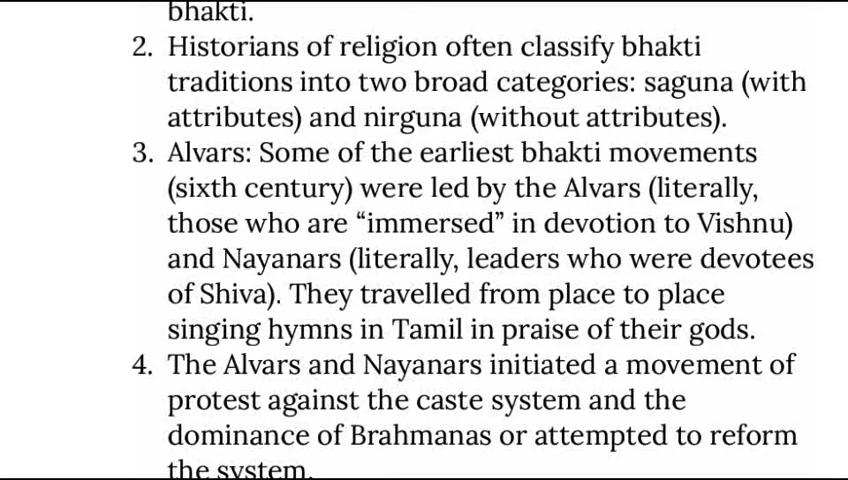 bhakti.
2. Historians of religion often classify bhakti
traditions into two broad categories: saguna (with
attributes) and nirguna (without attributes).
3. Alvars: Some of the earliest bhakti movements
(sixth century) were led by the Alvars (literally,
those who are “immersed” in devotion to Vishnu)
and Nayanars (literally, leaders who were devotees
of Shiva). They travelled from place to place
singing hymns in Tamil in praise of their gods.
4. The Alvars and Nayanars initiated a movement of
protest against the caste system and the
dominance of Brahmanas or attempted to reform
the system.